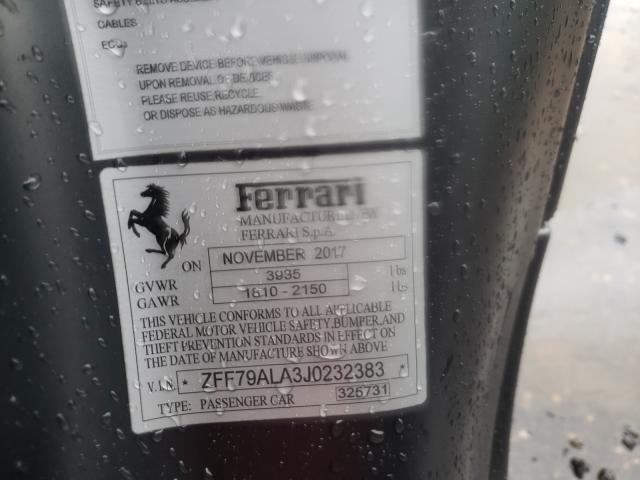 CABLES
REMOVE DEVICE BEFORE VEHICLE DISPOSAL
UPON REMOVAL OF DEVICES
PLEASE REUSE, RECYCLE
OR DISPOSE AS HAZARDOUS WASTE
Ferrari
MANUFACTURED BY
FERRARI S.p.A.
ON NOVEMBER 2017
GVWR 3935 Lbs
GAWR 1810 - 2150 Lbs
THIS VEHICLE CONFORMS TO ALL APPLICABLE
FEDERAL MOTOR VEHICLE SAFETY, BUMPER, AND
THEFT PREVENTION STANDARDS IN EFFECT ON
THE DATE OF MANUFACTURE SHOWN ABOVE
V.I.N. * ZFF79ALA3J0232383 *
TYPE: PASSENGER CAR 325731